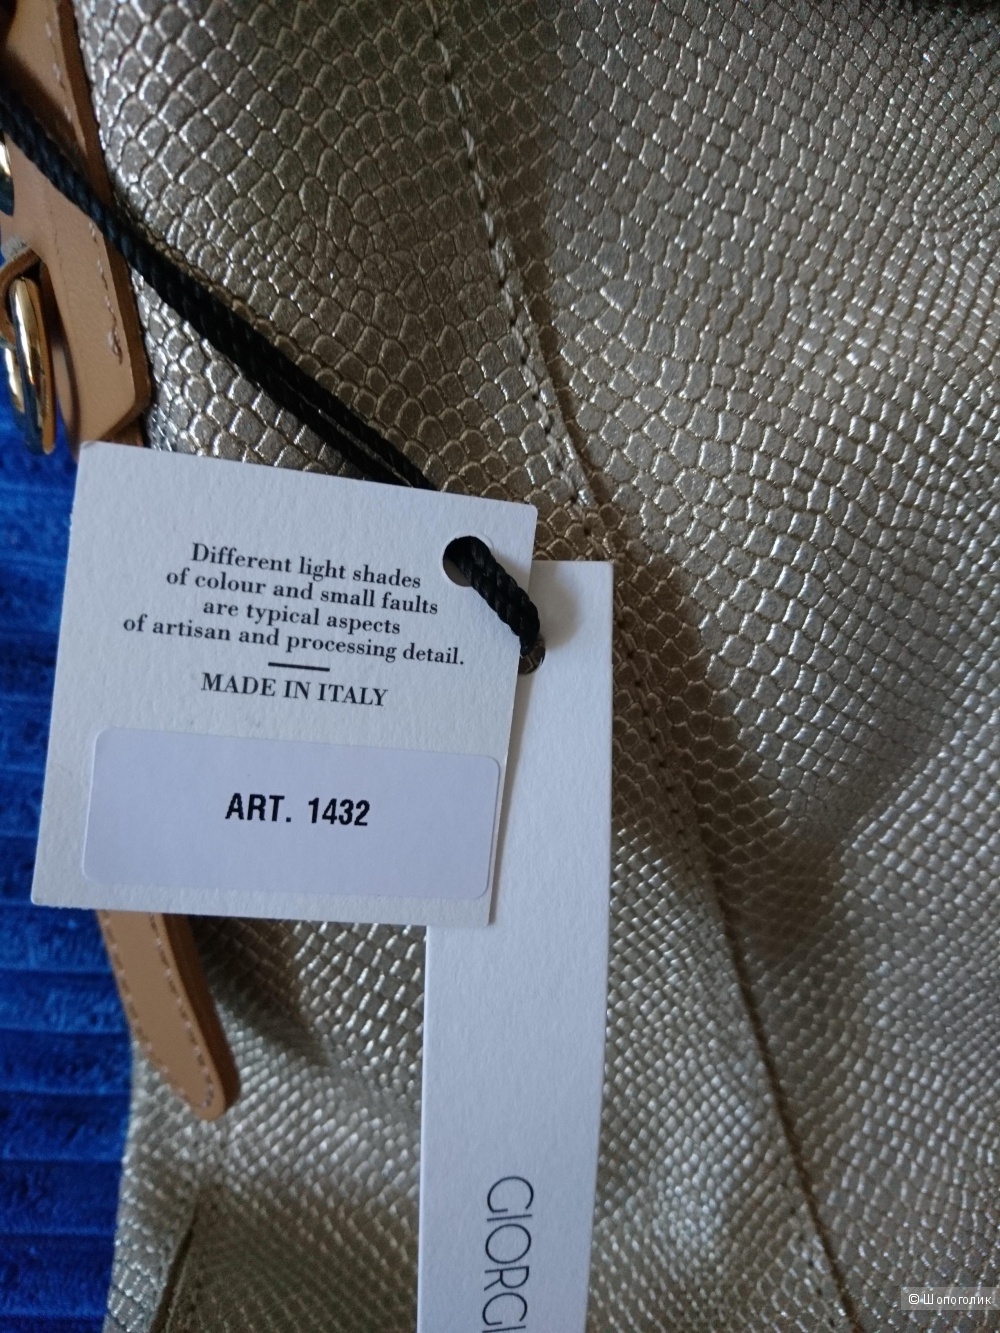 Different light shades
of colour and small faults
are typical aspects
of artisan and processing detail.
MADE IN ITALY
ART. 1432
GIORGI
© Шопоголик